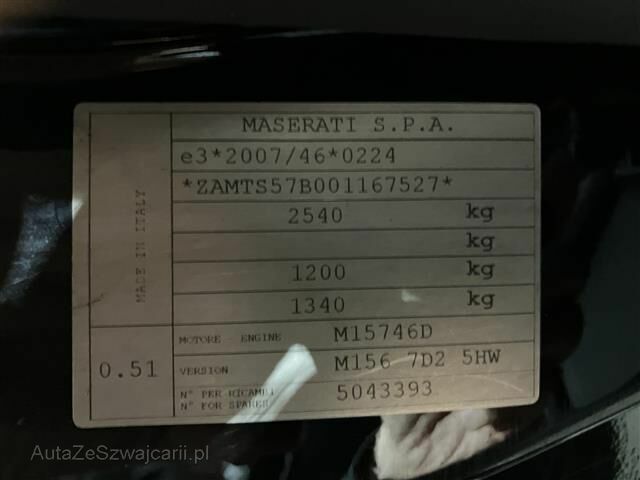 MASERATI S.P.A.
e3*2007/46*0224
*ZAMTS57B001167527*
2540 kg
kg
1200 kg
1340 kg
MADE IN ITALY
MOTORE ENGINE M15746D
0.51
VERSION M156 7D2 5HW
N° PER RICAMBI
N° FOR SPARES
5043393
AutaZeSzwajcarii.pl